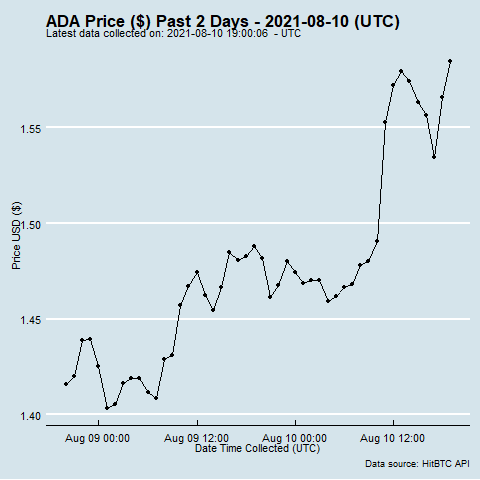 ADA Price ($) Past 2 Days - 2021-08-10 (UTC)
Latest data collected on: 2021-08-10 19:00:06 - UTC
1.55
1.50
1.45
1.40
Price USD ($)
Aug 09 00:00 Aug 09 12:00 Aug 10 00:00 Aug 10 12:00
Date Time Collected (UTC)
Data source: HitBTC API